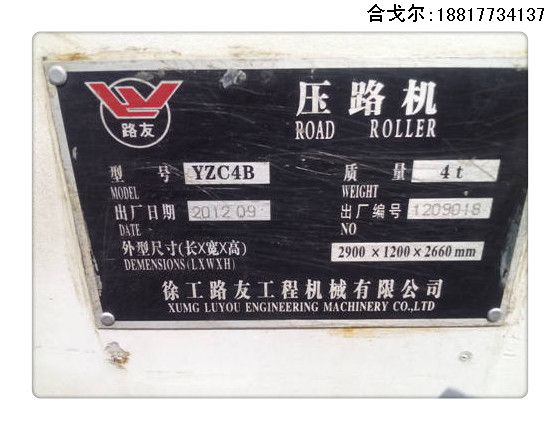 合戈尔:18817734137
路友
压路机
ROAD ROLLER
型号 YZC4B 质量 4t
MODEL WEIGHT
出厂日期 2012 09 出厂编号 1209018
DATE NO
外型尺寸(长X宽X高) 2900×1200×2660mm
DEMENSIONS(LXWXH)
徐工路友工程机械有限公司
XUMG LUYOU ENGINEERING MACHINERY CO.,LTD